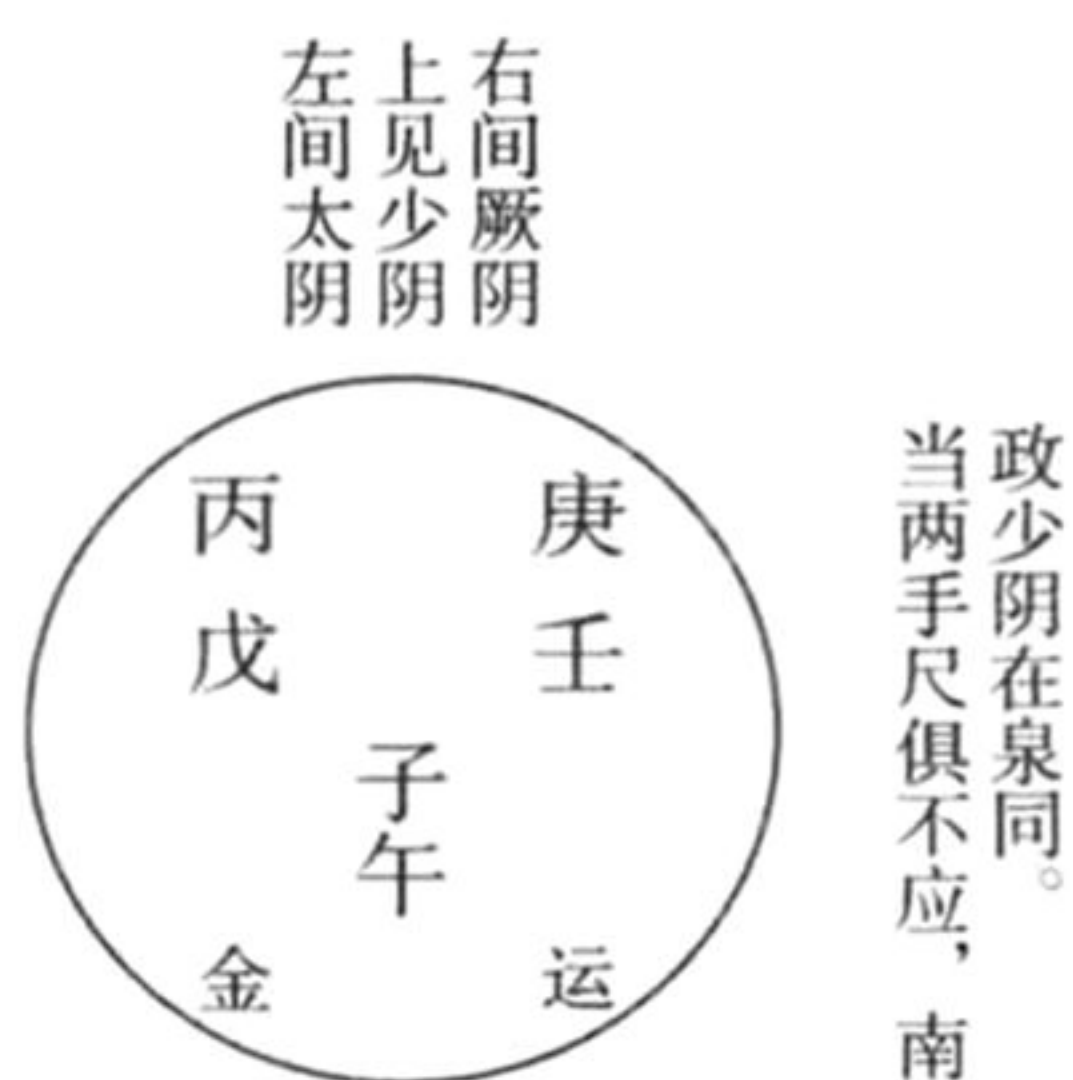 左间太阴
上见少阴
右间厥阴
丙戊
庚壬
子午
金运
当两手尺俱不应，南
政少阴在泉同。